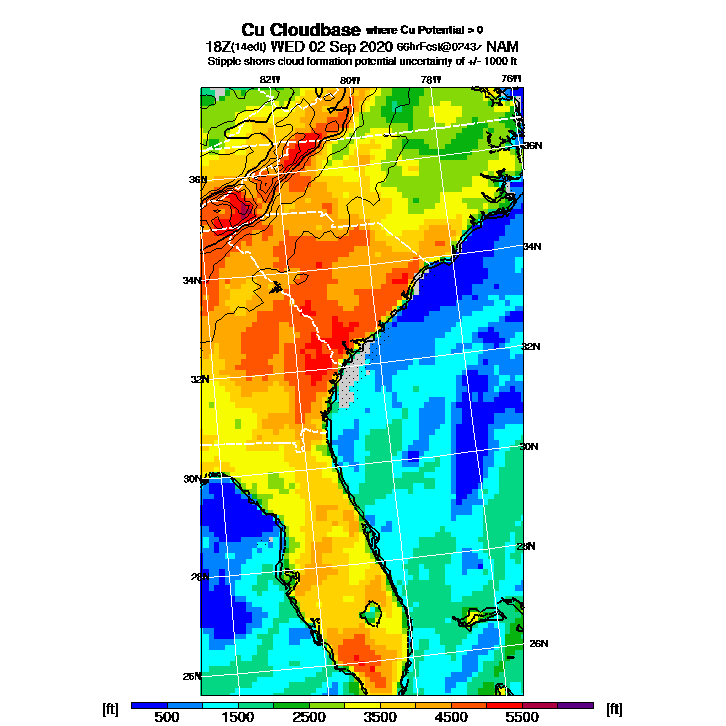 Cu Cloudbase where Cu Potential > 0
18Z(14edt) WED 02 Sep 2020 66hrFcst@0243z NAM
Stipple shows cloud formation potential uncertainty of +/- 1000 ft
82W 80W 78W 76W
36N
36N
34N
34N
32N
32N
30N
30N
28N
28N
26N
26N
[ft] 500 1500 2500 3500 4500 5500 [ft]